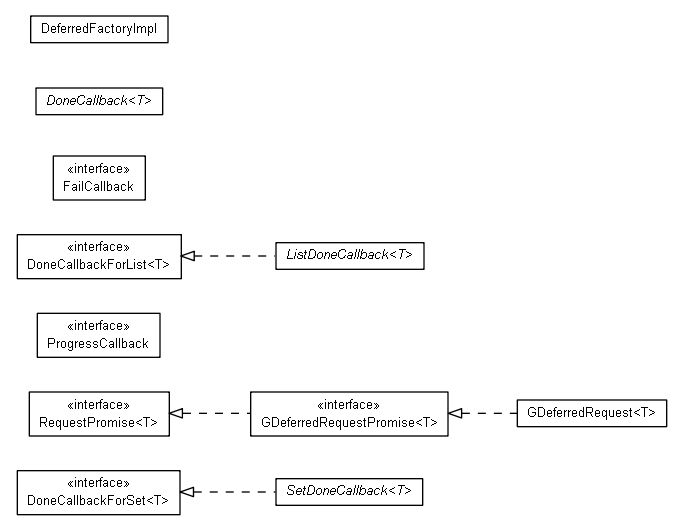 DeferredFactoryImpl
DoneCallback<T>
«interface»
FailCallback
«interface»
DoneCallbackForList<T>
ListDoneCallback<T>
«interface»
ProgressCallback
«interface»
RequestPromise<T>
«interface»
GDeferredRequestPromise<T>
GDeferredRequest<T>
«interface»
DoneCallbackForSet<T>
SetDoneCallback<T>